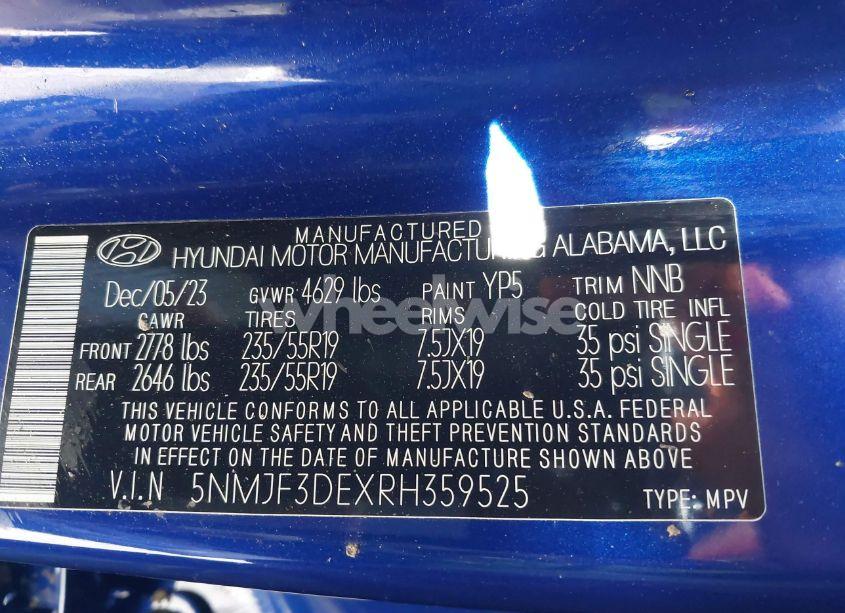 MANUFACTURED
HYUNDAI MOTOR MANUFACTURING ALABAMA, LLC
Dec/05/23 GVWR 4629 lbs PAINT YP5 TRIM NNB
GAWR TIRES RIMS COLD TIRE INFL
wheelwise
FRONT 2778 lbs 235/55R19 7.5JX19 35 psi SINGLE
REAR 2646 lbs 235/55R19 7.5JX19 35 psi SINGLE
THIS VEHICLE CONFORMS TO ALL APPLICABLE U.S.A. FEDERAL
MOTOR VEHICLE SAFETY AND THEFT PREVENTION STANDARDS
IN EFFECT ON THE DATE OF MANUFACTURE SHOWN ABOVE.
V.I.N 5NMJF3DEXRH359525 TYPE: MPV